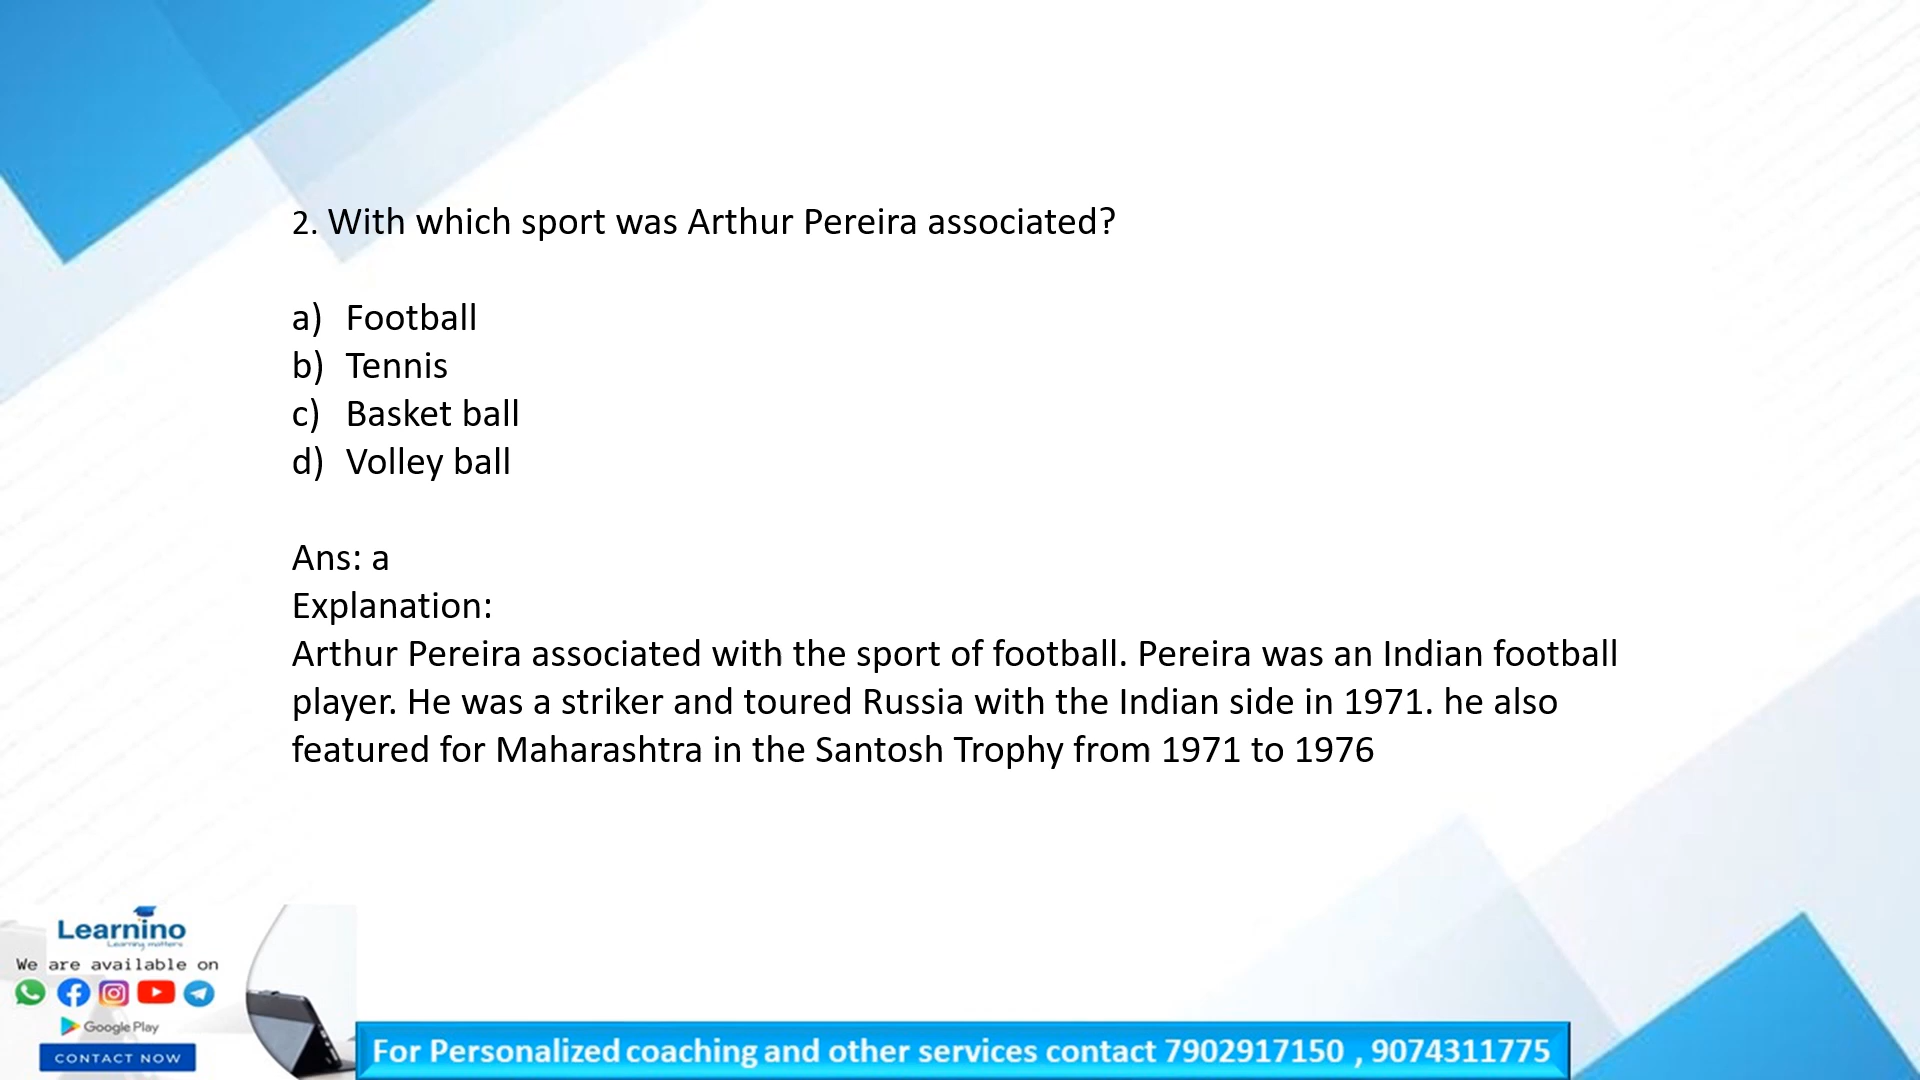 2. With which sport was Arthur Pereira associated?
a) Football
b) Tennis
c) Basket ball
d) Volley ball
Ans: a
Explanation:
Arthur Pereira associated with the sport of football. Pereira was an Indian football
player. He was a striker and toured Russia with the Indian side in 1971. he also
featured for Maharashtra in the Santosh Trophy from 1971 to 1976
Learnino
Learning matters
We are available on
Google Play
CONTACT NOW
For Personalized coaching and other services contact 7902917150 , 9074311775